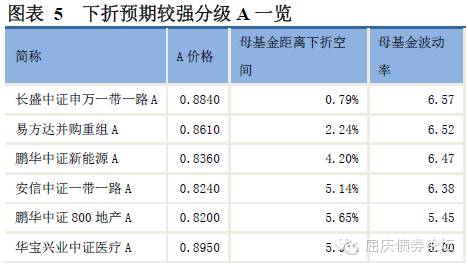 图表 5 下折预期较强分级 A 一览
简称 A 价格 母基金距离下折空间 母基金波动率
长盛中证申万一带一路 A 0.8840 0.79% 6.57
易方达并购重组 A 0.8610 2.24% 6.52
鹏华中证新能源 A 0.8360 4.20% 6.47
安信中证一带一路 A 0.8240 5.14% 6.38
鹏华中证 800 地产 A 0.8200 5.65% 5.45
华宝兴业中证医疗 A 0.8950
屈庆债券论坛